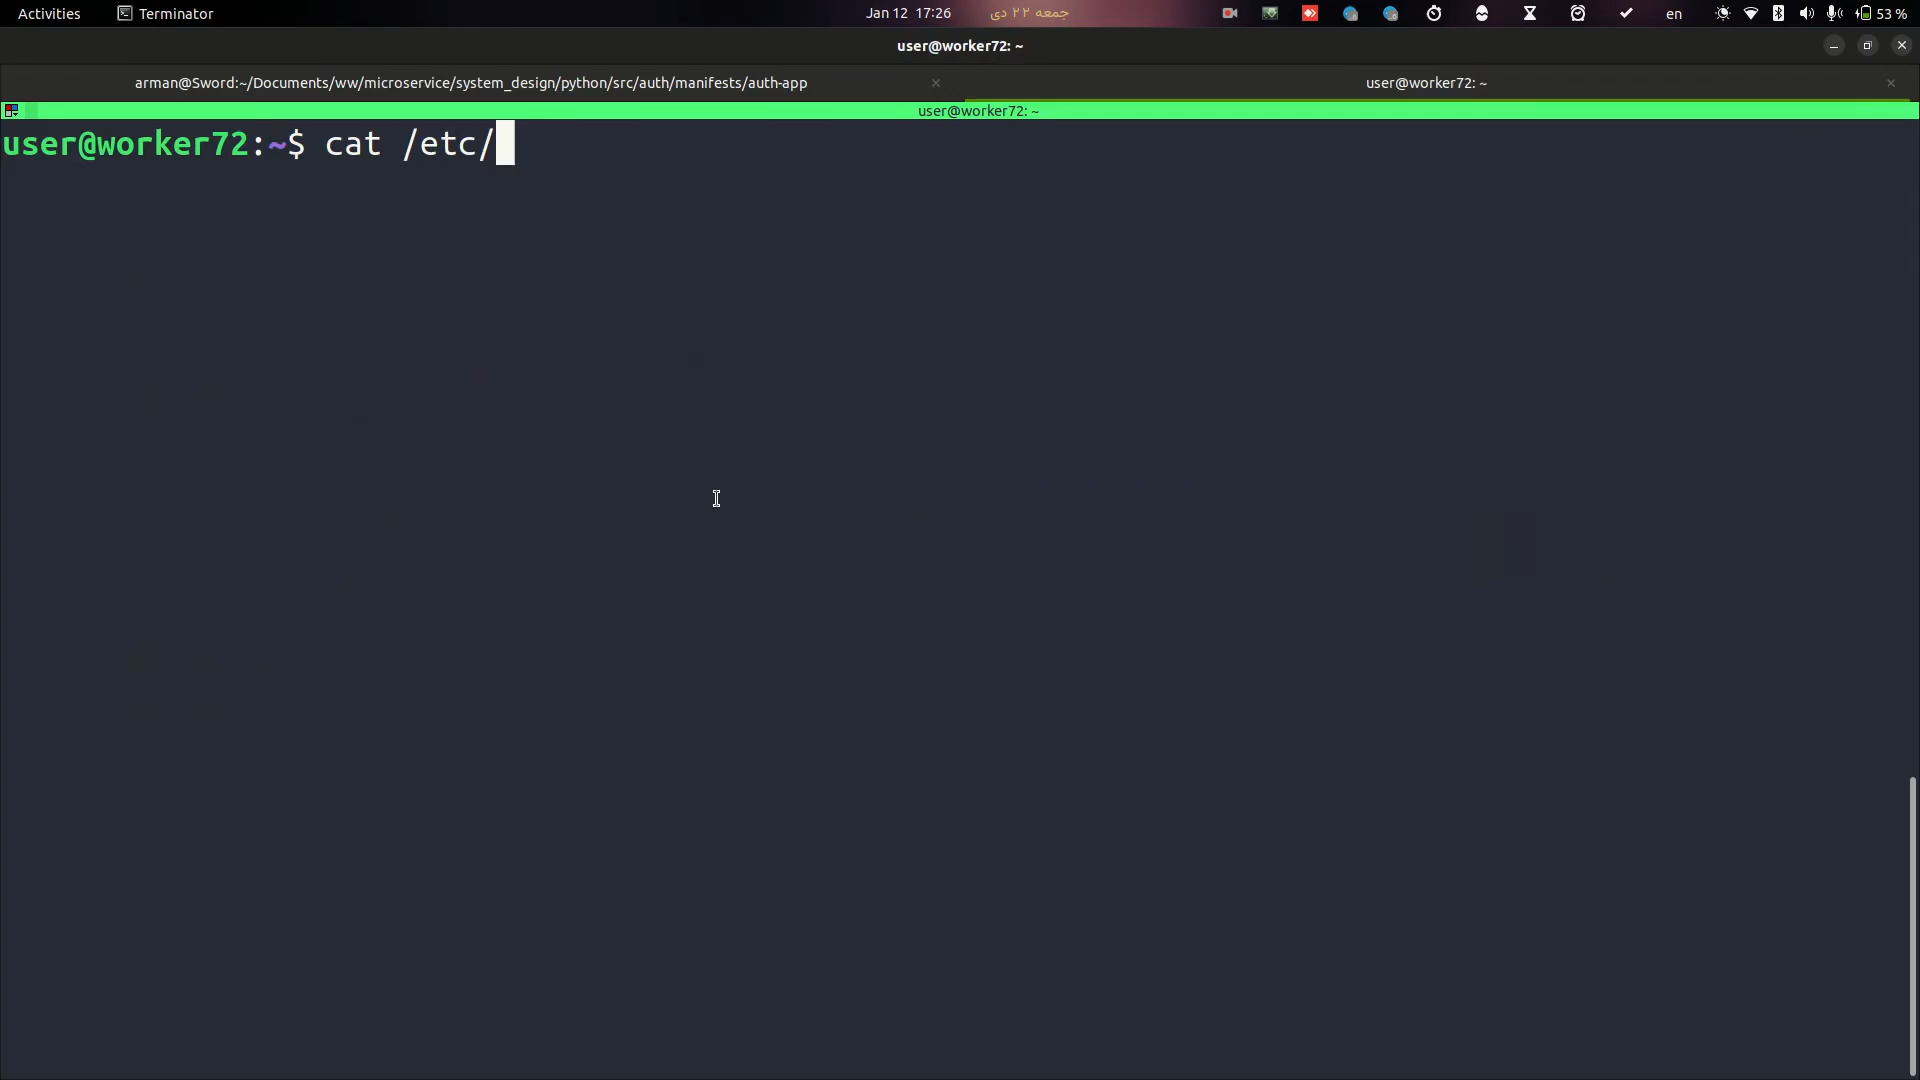 Activities Terminator Jan 12 17:26 جمعه ۲۲ دی en 53 %
user@worker72: ~
arman@Sword:~/Documents/ww/microservice/system_design/python/src/auth/manifests/auth-app × user@worker72: ~ ×
user@worker72: ~
user@worker72:~$ cat /etc/